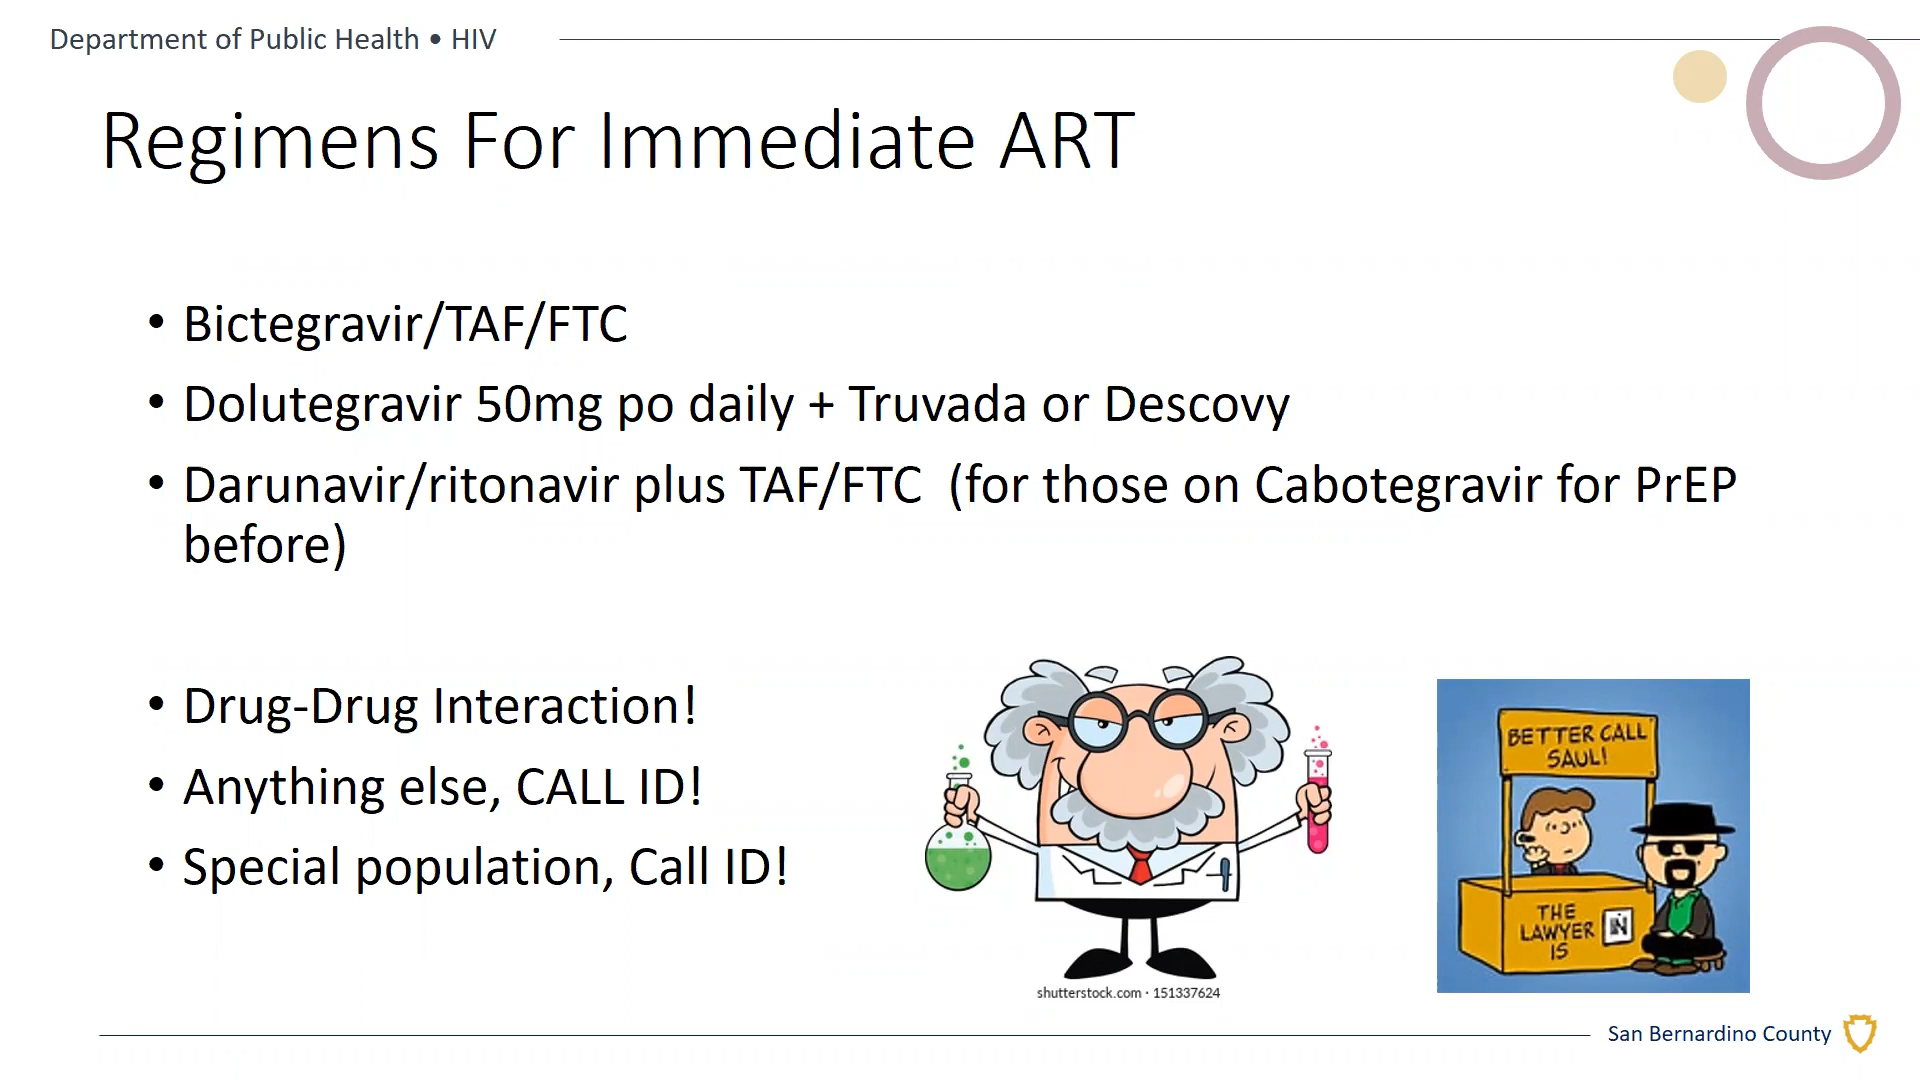 Department of Public Health • HIV
Regimens For Immediate ART
• Bictegravir/TAF/FTC
• Dolutegravir 50mg po daily + Truvada or Descovy
• Darunavir/ritonavir plus TAF/FTC  (for those on Cabotegravir for PrEP
before)
• Drug-Drug Interaction!
• Anything else, CALL ID!
• Special population, Call ID!
BETTER CALL
SAUL!
THE
LAWYER
IS
IN
shutterstock.com · 151337624
San Bernardino County